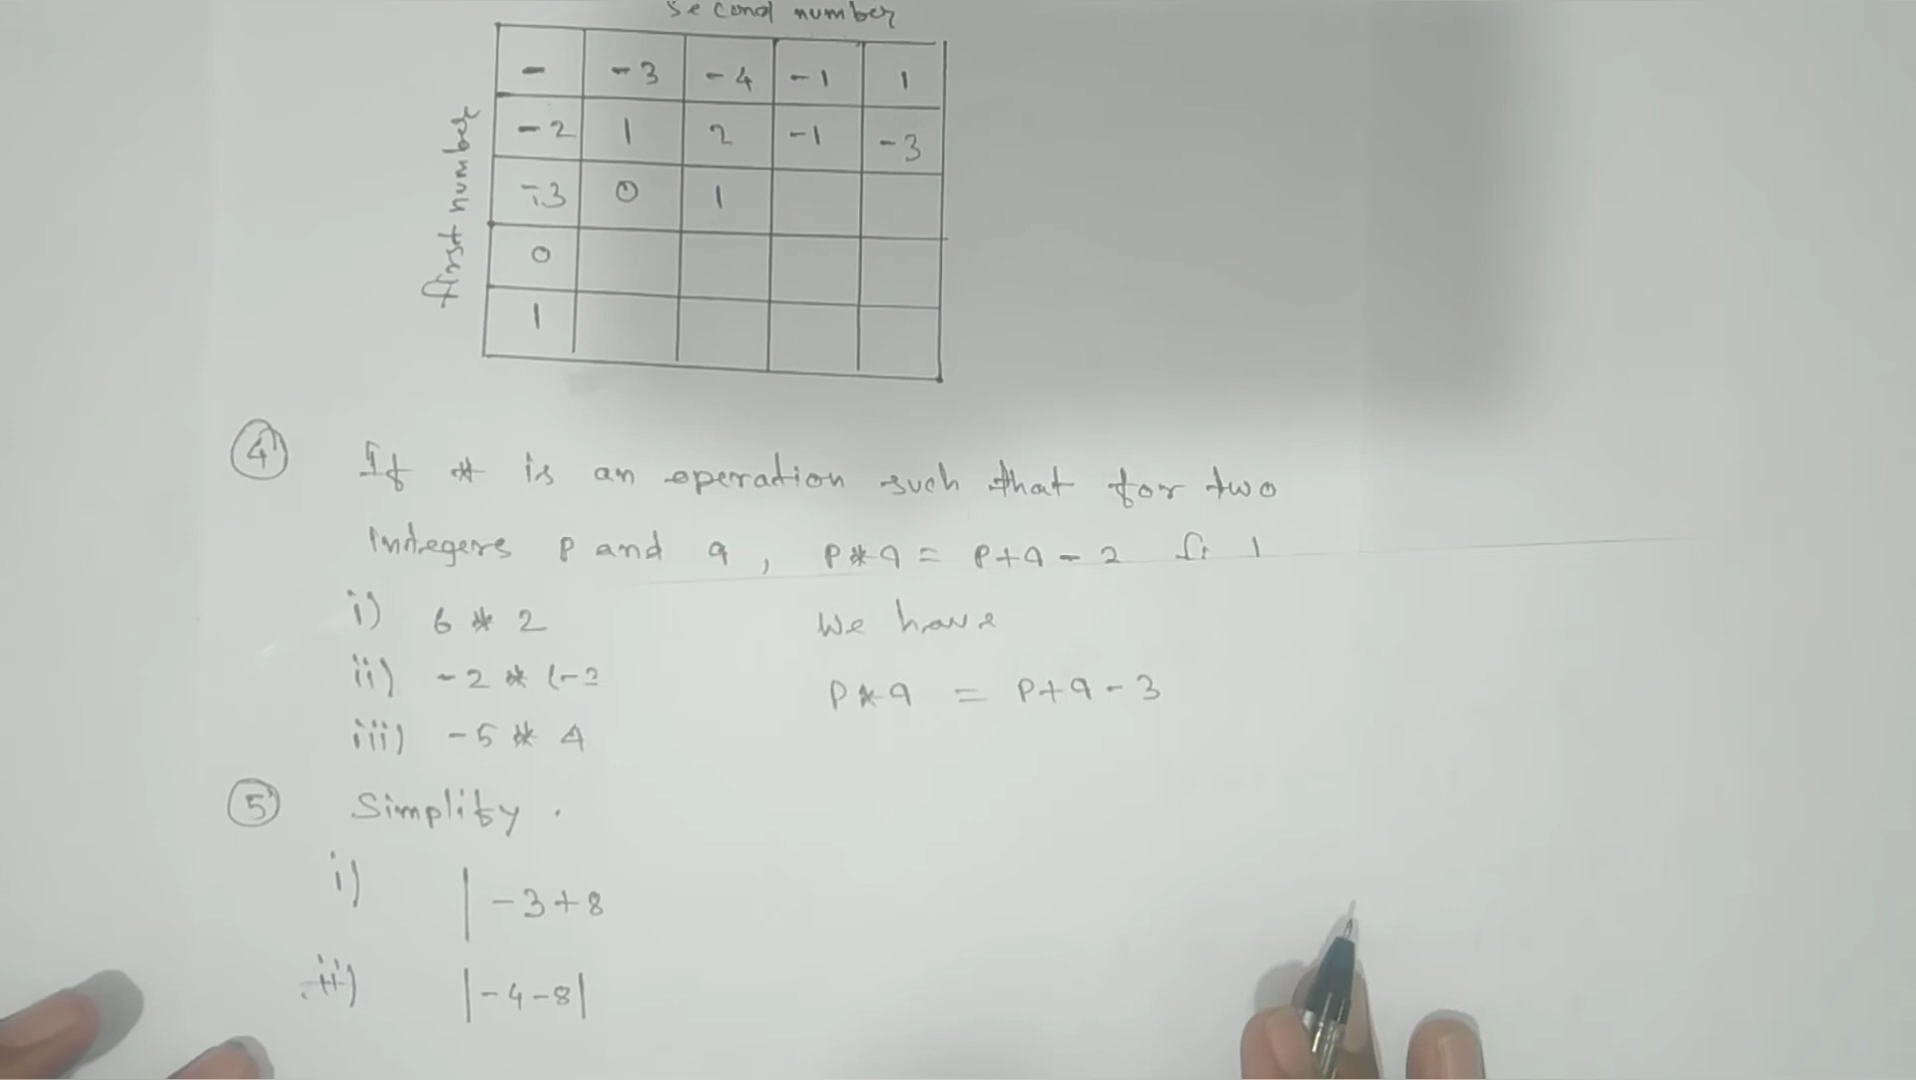 second number
first number
- -3 -4 -1 1
-2 1 2 -1 -3
-3 0 1
0
1
4 If * is an operation such that for two
integers p and q, p*q = p+q-2
i) 6 * 2
We have
ii) -2 * (-
p*q = p+q-3
iii) -5 * 4
5 Simplify.
i) |-3+8
ii) |-4-8|